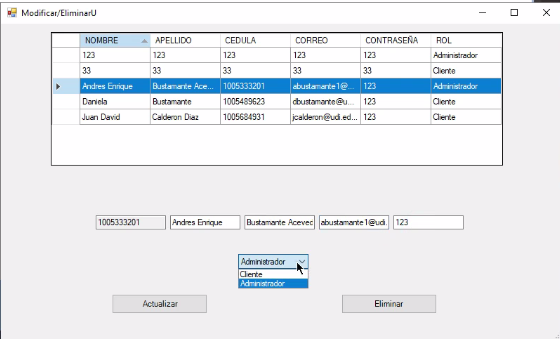 Modificar/EliminarU
NOMBRE APELLIDO CEDULA CORREO CONTRASEÑA ROL
123 123 123 123 123 Administrador
33 33 33 33 33 Cliente
Andres Enrique Bustamante Ace... 1005333201 abustamante1@... 123 Administrador
Daniela Bustamante 1005489623 dbustamante@u... 123 Cliente
Juan David Calderon Diaz 1005684931 jcalderon@udi.ed... 123 Cliente
1005333201 Andres Enrique Bustamante Aceved abustamante1@udi. 123
Administrador
Cliente
Administrador
Actualizar Eliminar